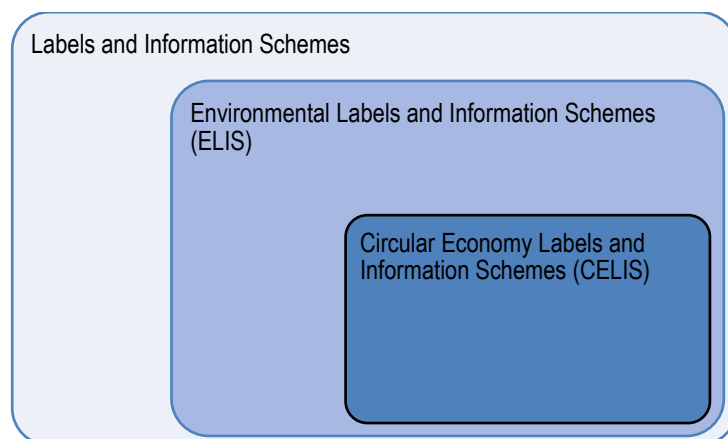 Labels and Information Schemes
Environmental Labels and Information Schemes
(ELIS)
Circular Economy Labels and
Information Schemes (CELIS)